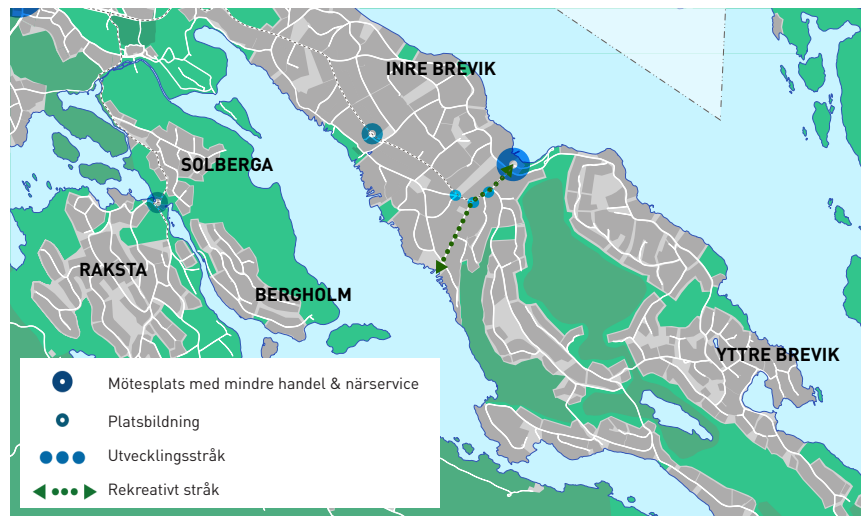 INRE BREVIK
SOLBERGA
RAKSTA
BERGHOLM
YTTRE BREVIK
Mötesplats med mindre handel & närservice
Platsbildning
Utvecklingsstråk
Rekreativt stråk